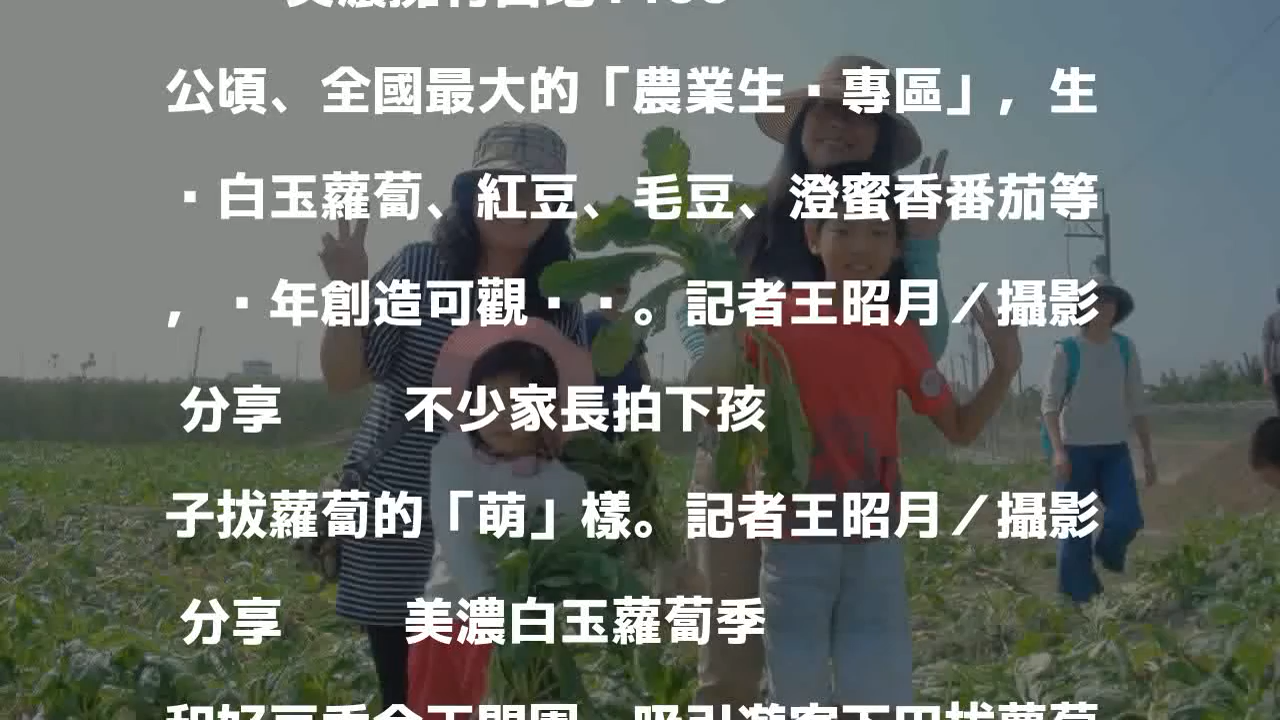 公頃、全國最大的「農業生·專區」，生
·白玉蘿蔔、紅豆、毛豆、澄蜜香番茄等
，·年創造可觀··。記者王昭月／攝影
分享 不少家長拍下孩
子拔蘿蔔的「萌」樣。記者王昭月／攝影
分享 美濃白玉蘿蔔季